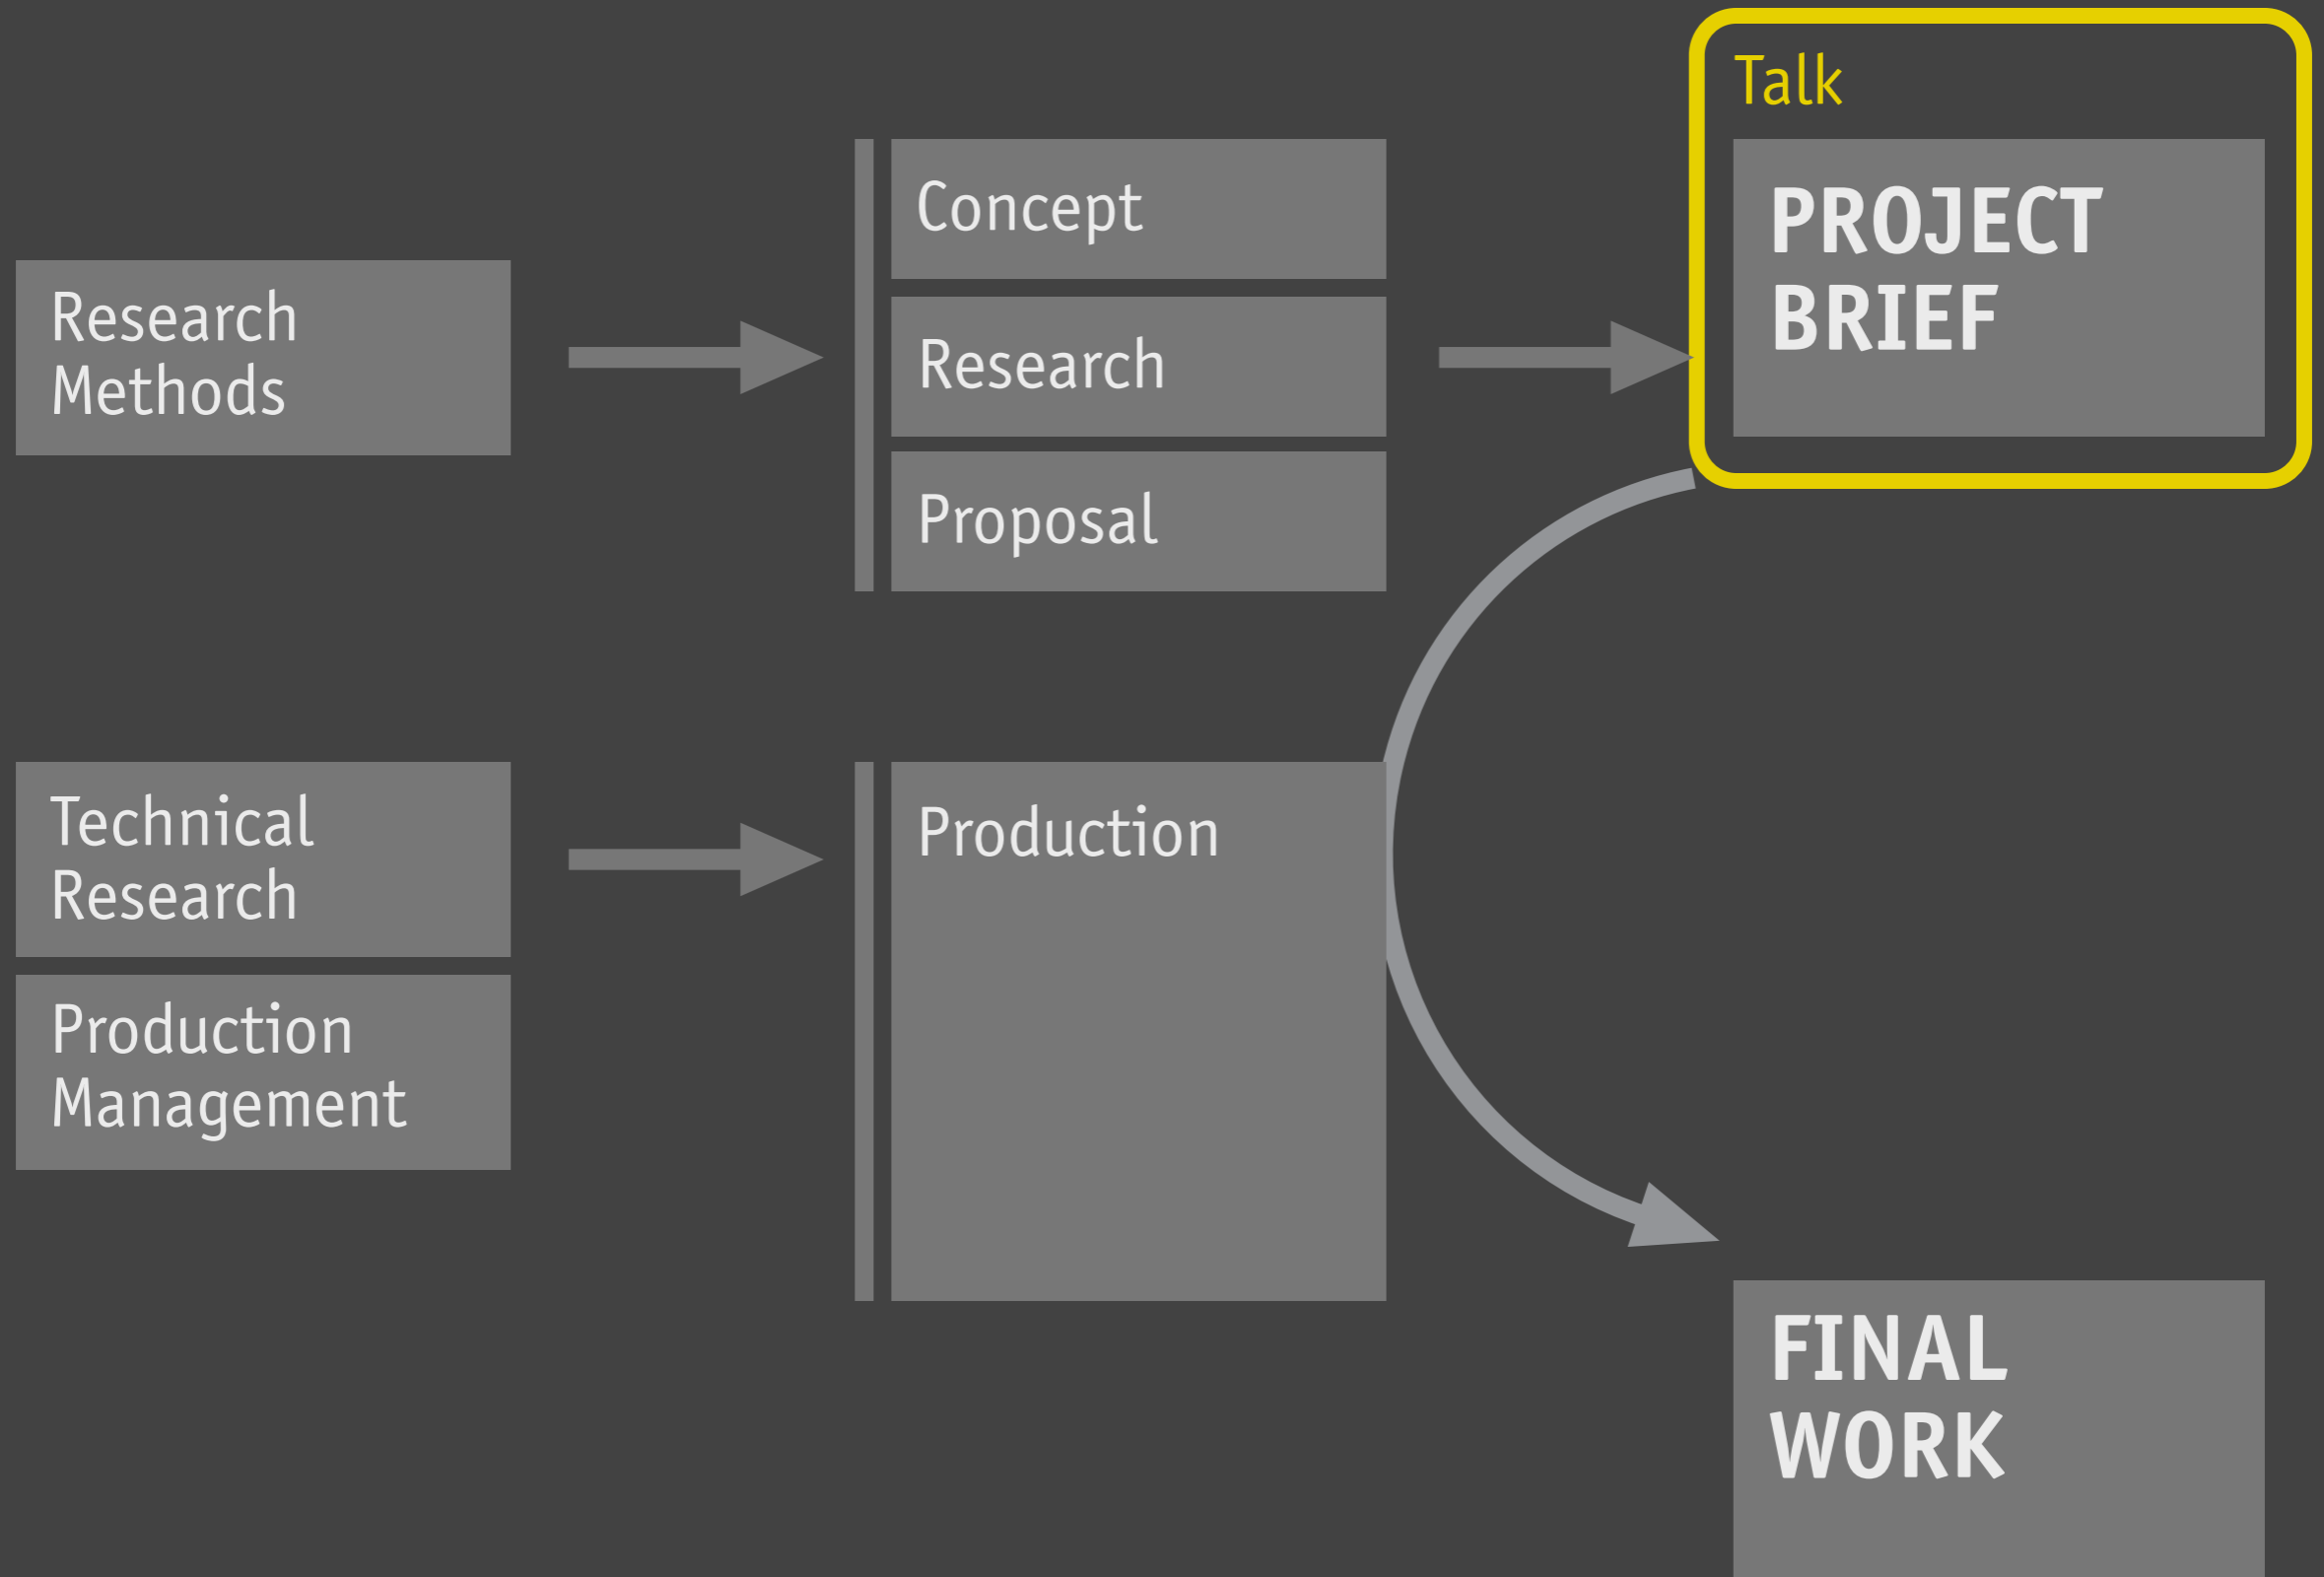 Talk
Research
Methods
Concept
Research
Proposal
PROJECT
BRIEF
Technical
Research
Production
Management
Production
FINAL
WORK